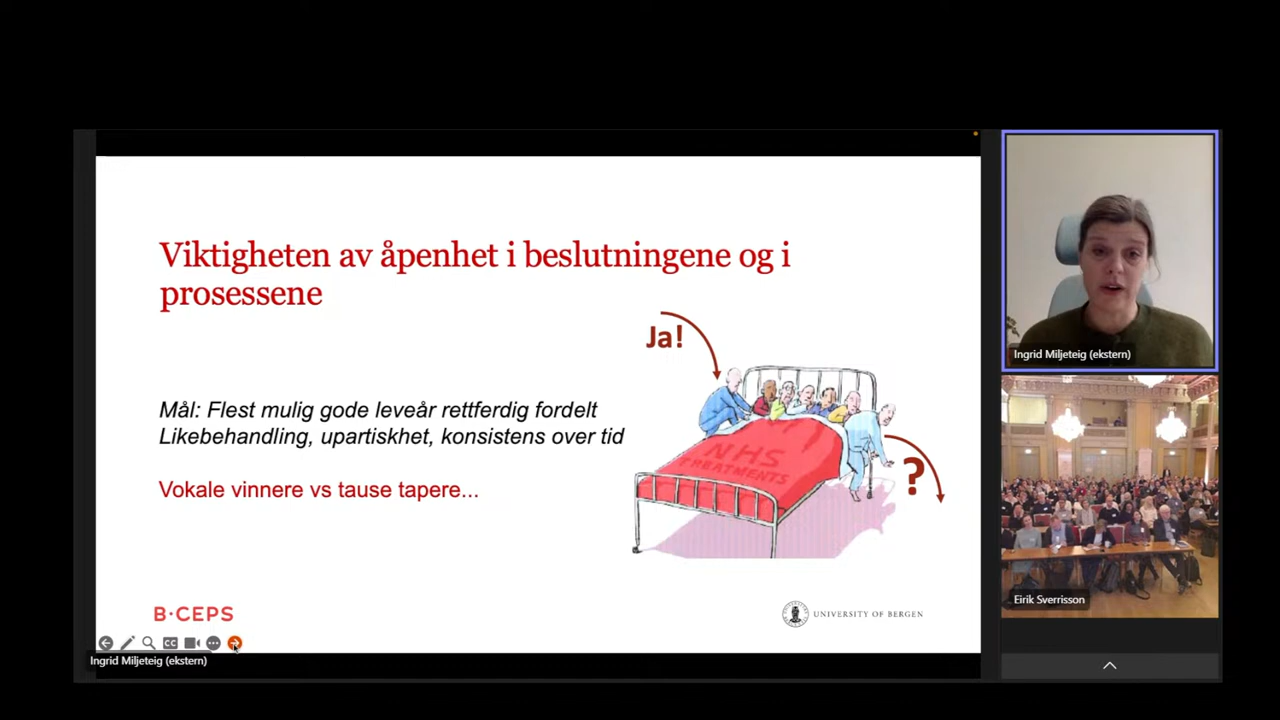 Viktigheten av åpenhet i beslutningene og i
prosessene
Ja!
Mål: Flest mulig gode leveår rettferdig fordelt
Likebehandling, upartiskhet, konsistens over tid
NHS
TREATMENTS
?
Vokale vinnere vs tause tapere...
B·CEPS
UNIVERSITY OF BERGEN
CC
Ingrid Miljeteig (ekstern)
Ingrid Miljeteig (ekstern)
Eirik Sverrisson